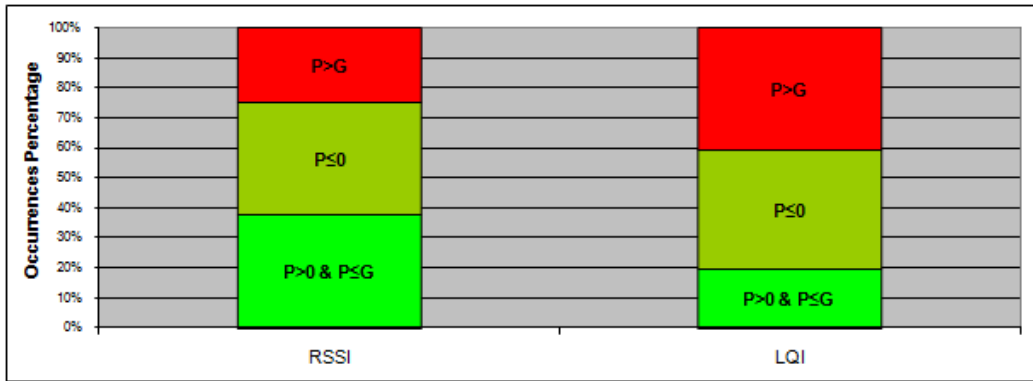 Occurrences Percentage
100%
90%
80%
70%
60%
50%
40%
30%
20%
10%
0%
P>G
P≤0
P>0 & P≤G
P>G
P≤0
P>0 & P≤G
RSSI
LQI